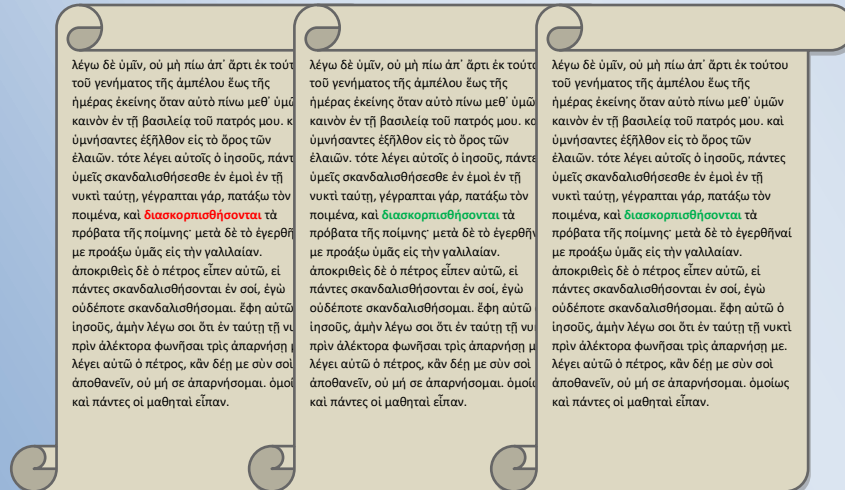 λέγω δὲ ὑμῖν, οὐ μὴ πίω ἀπ᾽ ἄρτι ἐκ τούτ
τοῦ γενήματος τῆς ἀμπέλου ἕως τῆς
ἡμέρας ἐκείνης ὅταν αὐτὸ πίνω μεθ᾽ ὑμῶ
καινὸν ἐν τῇ βασιλείᾳ τοῦ πατρός μου. κ
ὑμνήσαντες ἐξῆλθον εἰς τὸ ὄρος τῶν
ἐλαιῶν. τότε λέγει αὐτοῖς ὁ ἰησοῦς, πάντ
ὑμεῖς σκανδαλισθήσεσθε ἐν ἐμοὶ ἐν τῇ
νυκτὶ ταύτῃ, γέγραπται γάρ, πατάξω τὸν
ποιμένα, καὶ διασκορπισθήσονται τὰ
πρόβατα τῆς ποίμνης· μετὰ δὲ τὸ ἐγερθῆ
με προάξω ὑμᾶς εἰς τὴν γαλιλαίαν.
ἀποκριθεὶς δὲ ὁ πέτρος εἶπεν αὐτῶ, εἰ
πάντες σκανδαλισθήσονται ἐν σοί, ἐγὼ
οὐδέποτε σκανδαλισθήσομαι. ἔφη αὐτῶ
ἰησοῦς, ἀμὴν λέγω σοι ὅτι ἐν ταύτῃ τῇ νυ
πρὶν ἀλέκτορα φωνῆσαι τρὶς ἀπαρνήσῃ μ
λέγει αὐτῶ ὁ πέτρος, κἂν δέῃ με σὺν σοὶ
ἀποθανεῖν, οὐ μή σε ἀπαρνήσομαι. ὁμοί
καὶ πάντες οἱ μαθηταὶ εἶπαν.
λέγω δὲ ὑμῖν, οὐ μὴ πίω ἀπ᾽ ἄρτι ἐκ τούτο
τοῦ γενήματος τῆς ἀμπέλου ἕως τῆς
ἡμέρας ἐκείνης ὅταν αὐτὸ πίνω μεθ᾽ ὑμῶ
καινὸν ἐν τῇ βασιλείᾳ τοῦ πατρός μου. κα
ὑμνήσαντες ἐξῆλθον εἰς τὸ ὄρος τῶν
ἐλαιῶν. τότε λέγει αὐτοῖς ὁ ἰησοῦς, πάντε
ὑμεῖς σκανδαλισθήσεσθε ἐν ἐμοὶ ἐν τῇ
νυκτὶ ταύτῃ, γέγραπται γάρ, πατάξω τὸν
ποιμένα, καὶ διασκορπισθήσονται τὰ
πρόβατα τῆς ποίμνης· μετὰ δὲ τὸ ἐγερθῆν
με προάξω ὑμᾶς εἰς τὴν γαλιλαίαν.
ἀποκριθεὶς δὲ ὁ πέτρος εἶπεν αὐτῶ, εἰ
πάντες σκανδαλισθήσονται ἐν σοί, ἐγὼ
οὐδέποτε σκανδαλισθήσομαι. ἔφη αὐτῶ
ἰησοῦς, ἀμὴν λέγω σοι ὅτι ἐν ταύτῃ τῇ νυ
πρὶν ἀλέκτορα φωνῆσαι τρὶς ἀπαρνήσῃ μ
λέγει αὐτῶ ὁ πέτρος, κἂν δέῃ με σὺν σοὶ
ἀποθανεῖν, οὐ μή σε ἀπαρνήσομαι. ὁμοί
καὶ πάντες οἱ μαθηταὶ εἶπαν.
λέγω δὲ ὑμῖν, οὐ μὴ πίω ἀπ᾽ ἄρτι ἐκ τούτου
τοῦ γενήματος τῆς ἀμπέλου ἕως τῆς
ἡμέρας ἐκείνης ὅταν αὐτὸ πίνω μεθ᾽ ὑμῶν
καινὸν ἐν τῇ βασιλείᾳ τοῦ πατρός μου. καὶ
ὑμνήσαντες ἐξῆλθον εἰς τὸ ὄρος τῶν
ἐλαιῶν. τότε λέγει αὐτοῖς ὁ ἰησοῦς, πάντες
ὑμεῖς σκανδαλισθήσεσθε ἐν ἐμοὶ ἐν τῇ
νυκτὶ ταύτῃ, γέγραπται γάρ, πατάξω τὸν
ποιμένα, καὶ διασκορπισθήσονται τὰ
πρόβατα τῆς ποίμνης· μετὰ δὲ τὸ ἐγερθῆναί
με προάξω ὑμᾶς εἰς τὴν γαλιλαίαν.
ἀποκριθεὶς δὲ ὁ πέτρος εἶπεν αὐτῶ, εἰ
πάντες σκανδαλισθήσονται ἐν σοί, ἐγὼ
οὐδέποτε σκανδαλισθήσομαι. ἔφη αὐτῶ ὁ
ἰησοῦς, ἀμὴν λέγω σοι ὅτι ἐν ταύτῃ τῇ νυκτὶ
πρὶν ἀλέκτορα φωνῆσαι τρὶς ἀπαρνήσῃ με.
λέγει αὐτῶ ὁ πέτρος, κἂν δέῃ με σὺν σοὶ
ἀποθανεῖν, οὐ μή σε ἀπαρνήσομαι. ὁμοίως
καὶ πάντες οἱ μαθηταὶ εἶπαν.